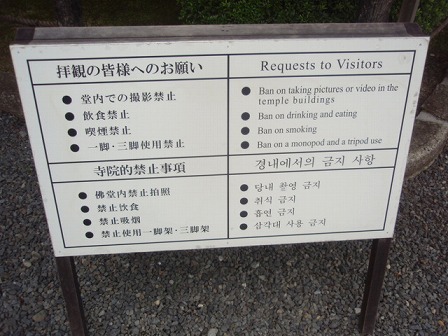 拝観の皆様へのお願い
● 堂内での撮影禁止
● 飲食禁止
● 喫煙禁止
● 一脚・三脚使用禁止
Requests to Visitors
● Ban on taking pictures or video in the
temple buildings
● Ban on drinking and eating
● Ban on smoking
● Ban on a monopod and a tripod use
寺院的禁止事項
● 佛堂内禁止拍照
● 禁止饮食
● 禁止吸烟
● 禁止使用一脚架·三脚架
경내에서의 금지 사항
● 당내 촬영 금지
● 취식 금지
● 흡연 금지
● 삼각대 사용 금지